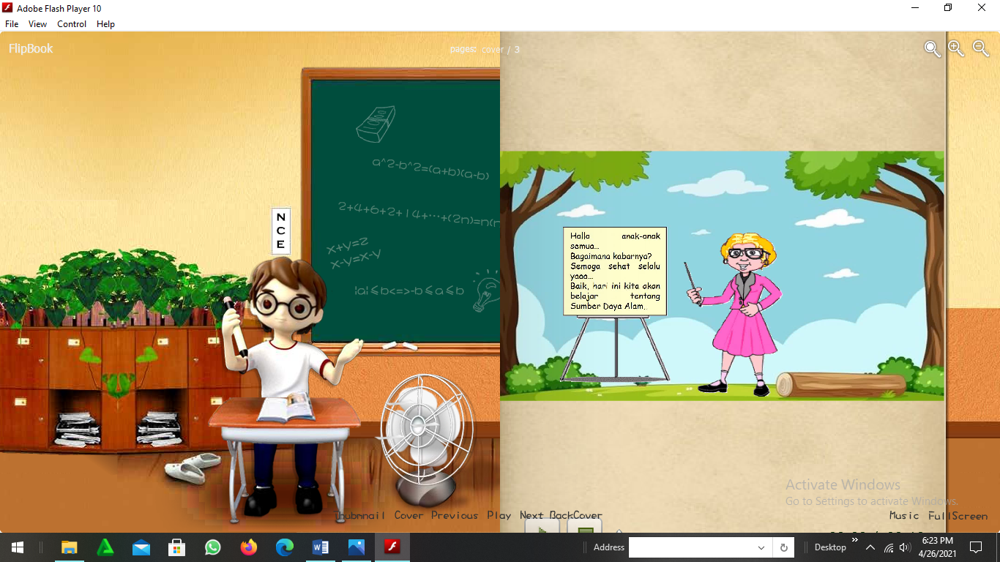 Adobe Flash Player 10
File View Control Help
FlipBook
pages: cover / 3
a^2-b^2=(a+b)(a-b)
2+4+6+2+14+...+(2n)=n(n
x+y=2
x-y=x-y
|a|≤b<=>-b≤a≤b
N
C
E
Hallo anak-anak
semua...
Bagaimana kabarnya?
Semoga sehat selalu
yaaa...
Baik, hari ini kita akan
belajar tentang
Sumber Daya Alam..
Activate Windows
Go to Settings to activate Windows.
Thubmnail Cover Previous Play Next BackCover
Music FullScreen
Address
Desktop
6:23 PM
4/26/2021